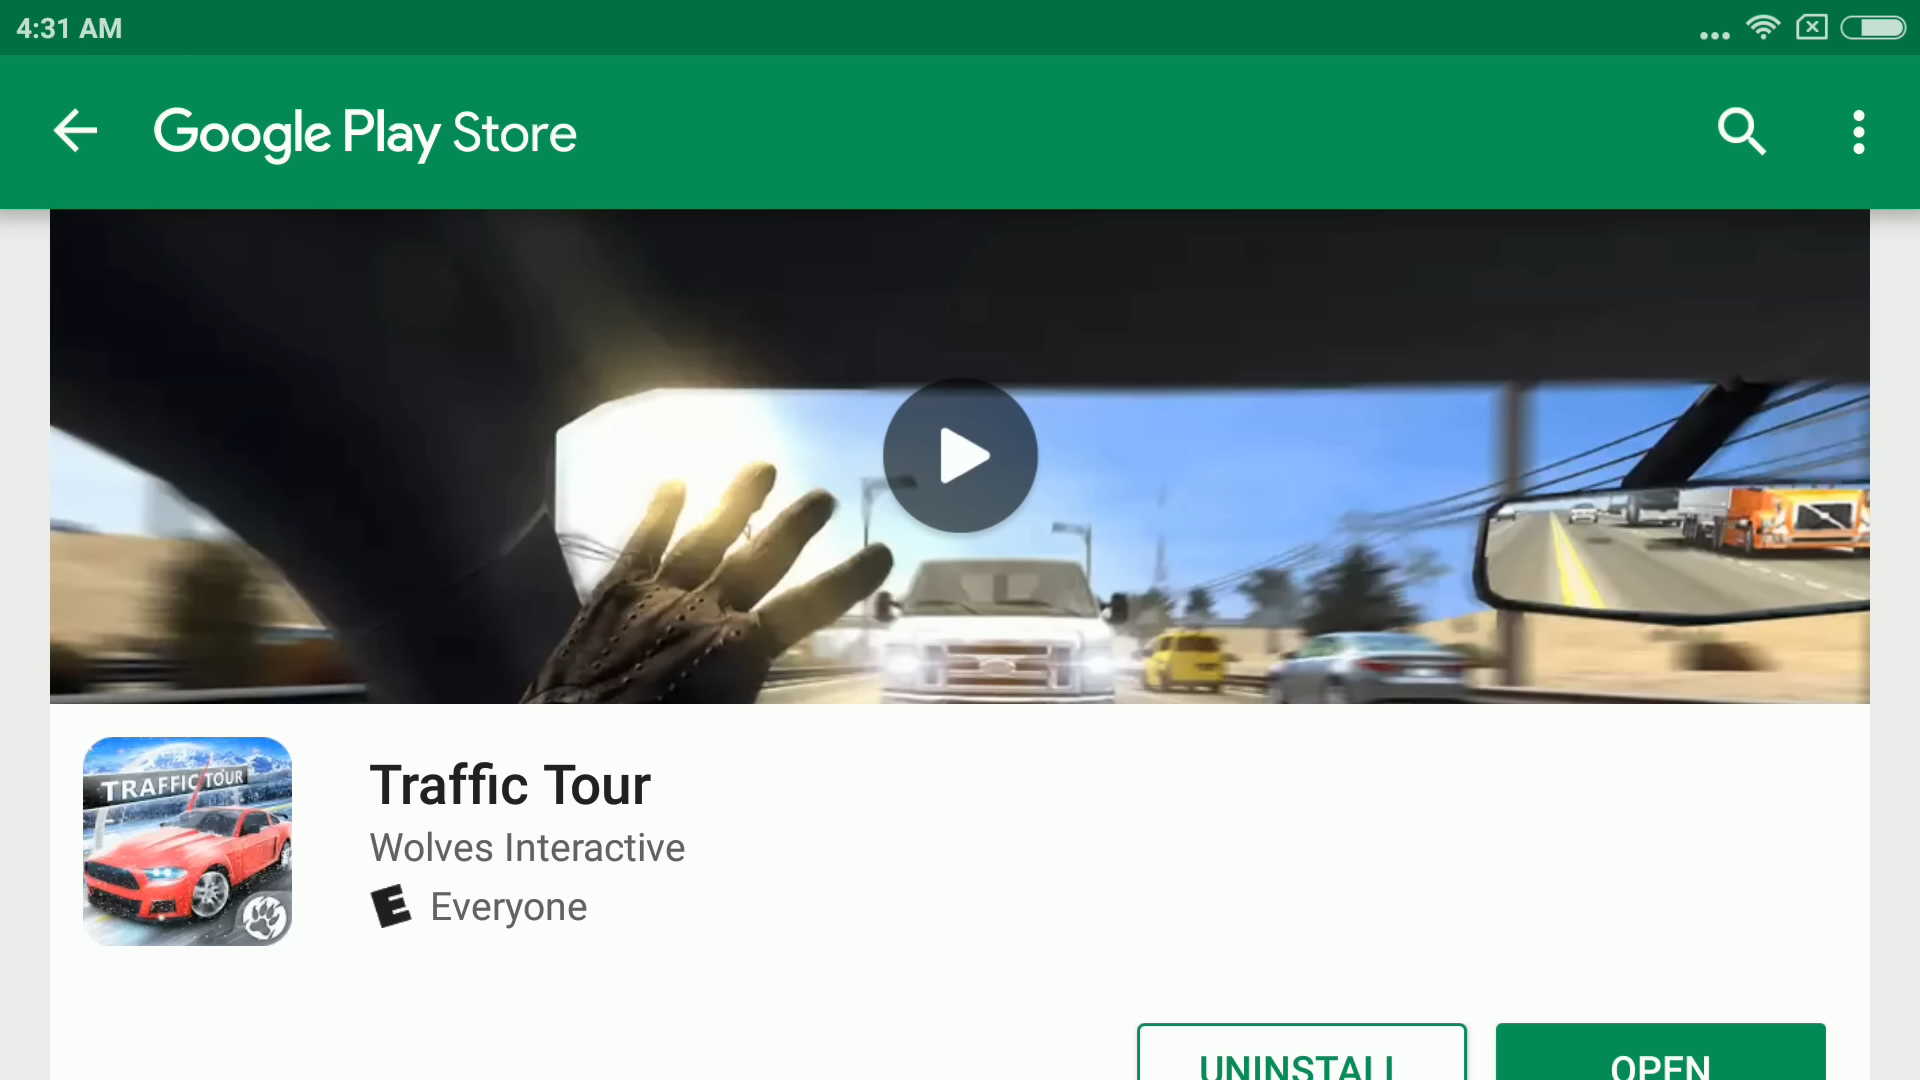 4:31 AM
Google Play Store
TRAFFIC TOUR
Traffic Tour
Wolves Interactive
E Everyone
UNINSTALL
OPEN